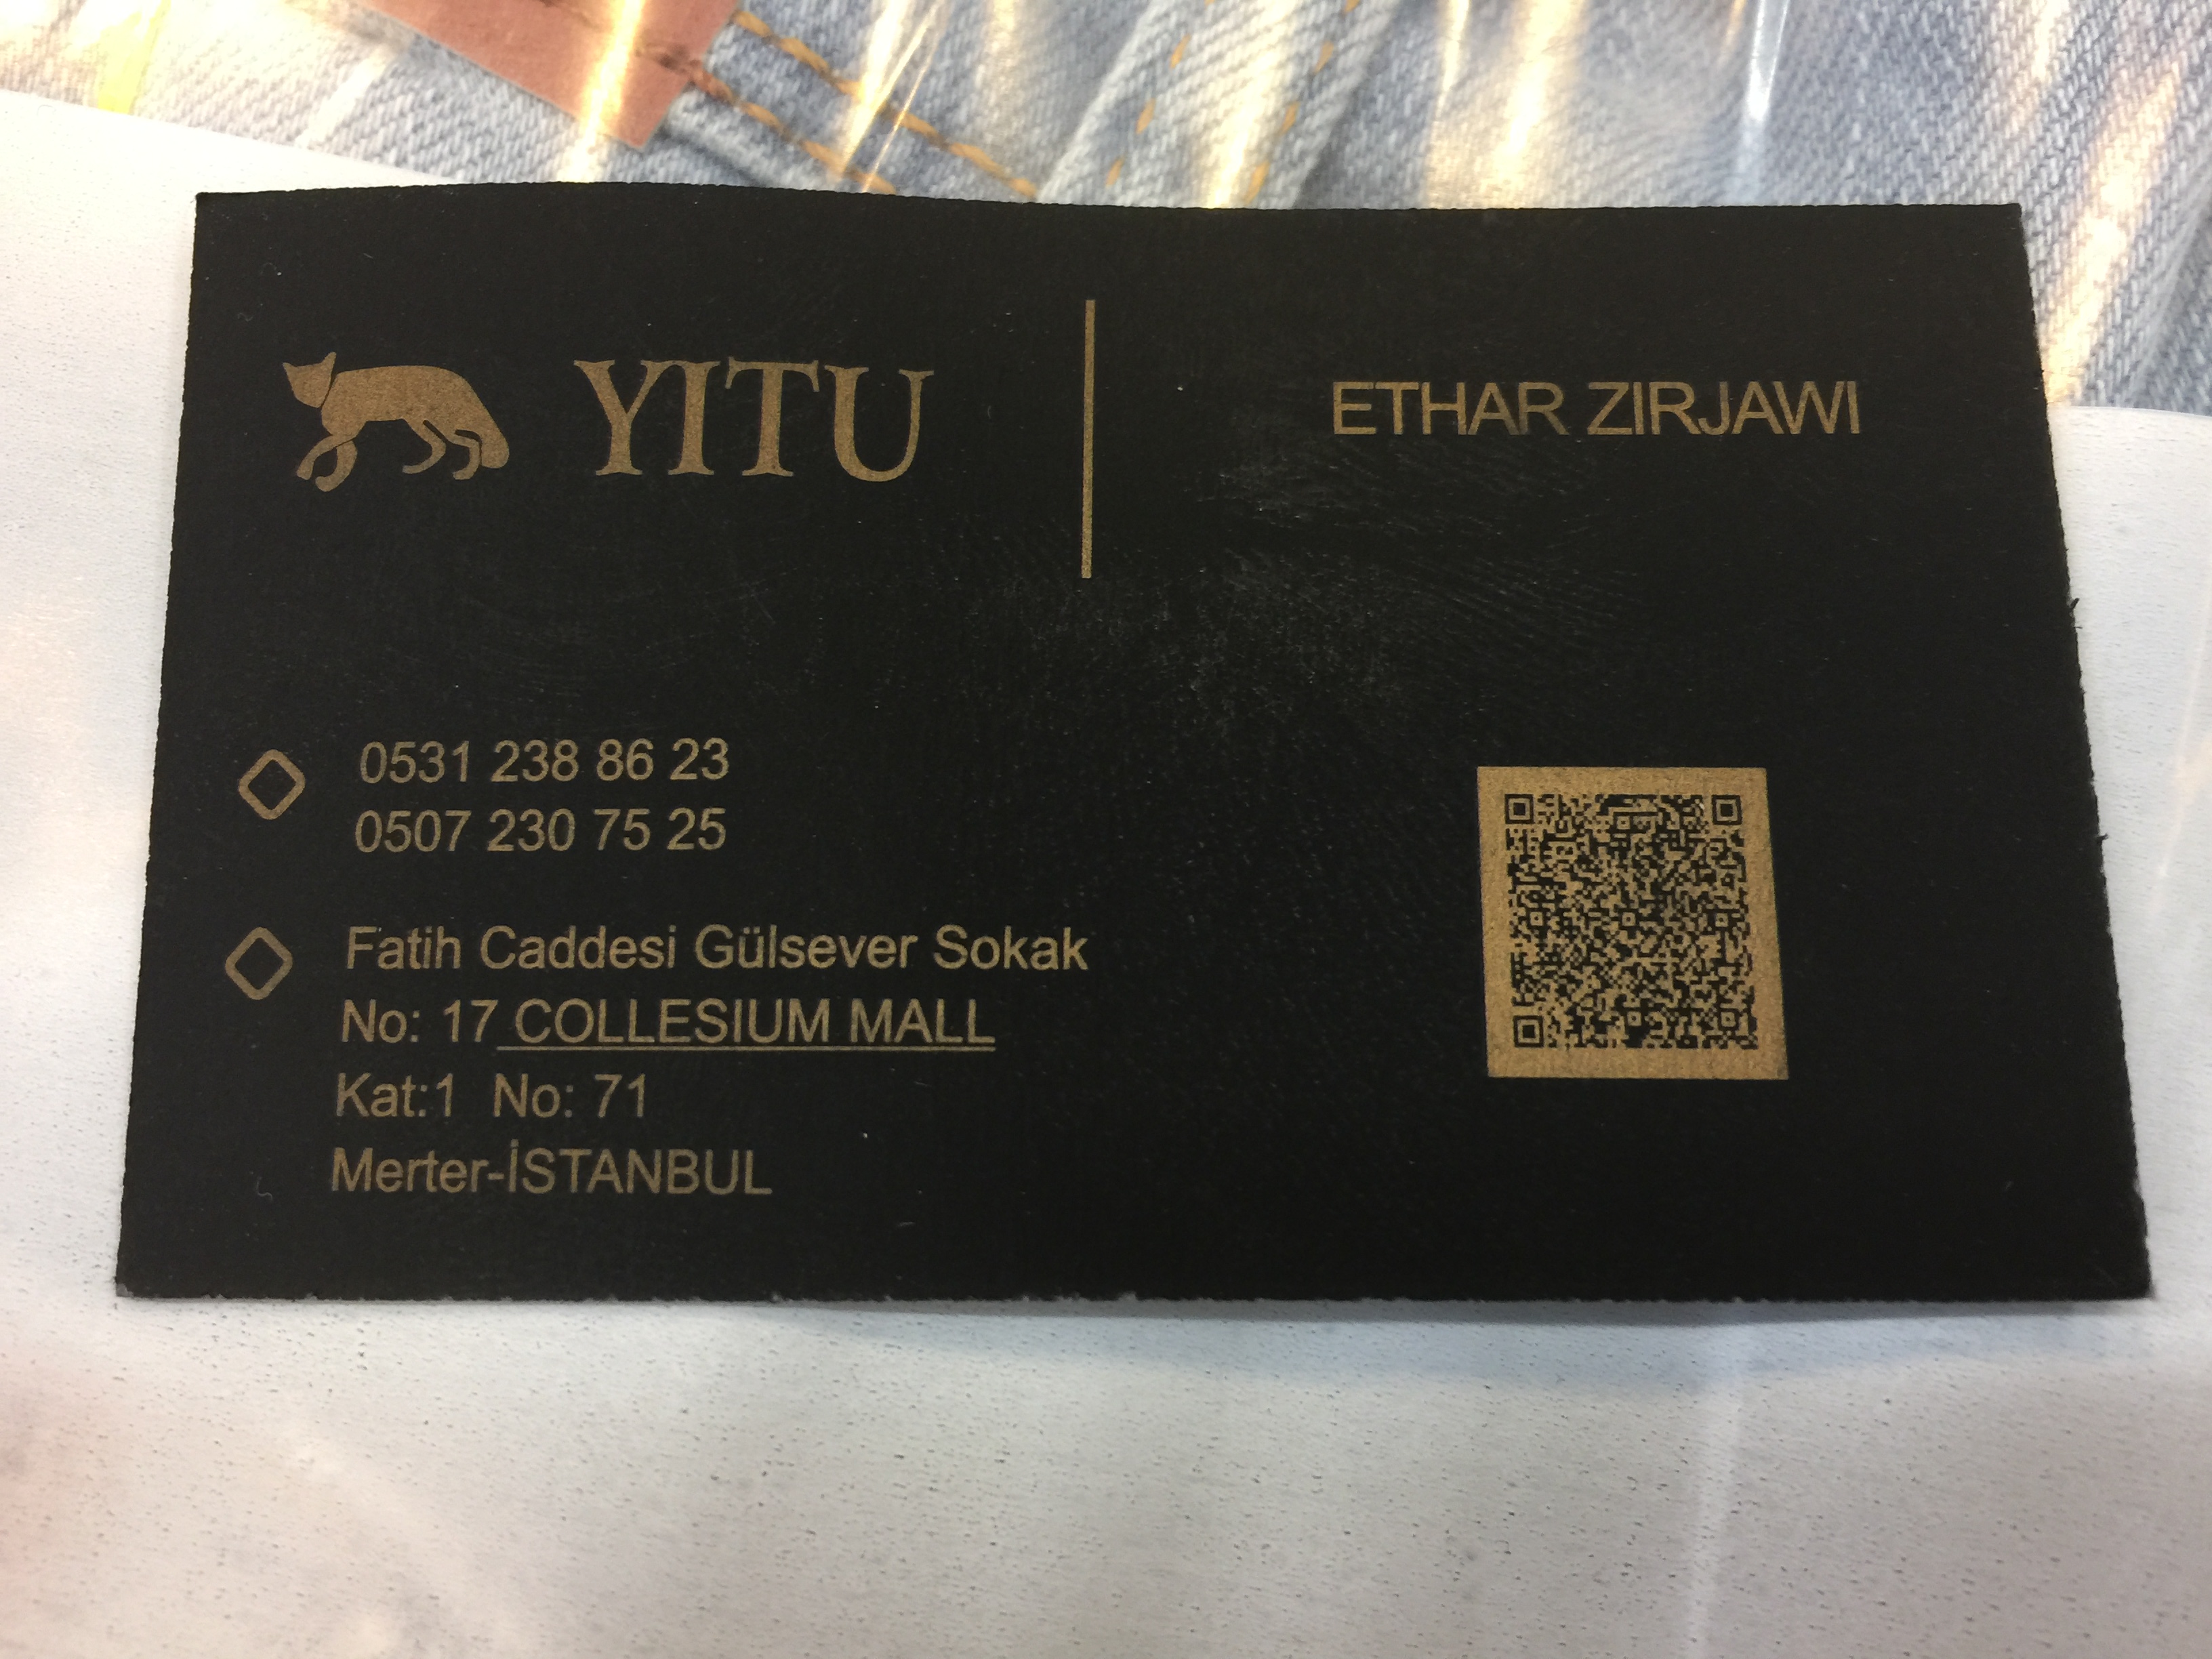 YITU
ETHAR ZIRJAWI
0531 238 86 23
0507 230 75 25
Fatih Caddesi Gülsever Sokak
No: 17 COLLESIUM MALL
Kat:1 No: 71
Merter-İSTANBUL